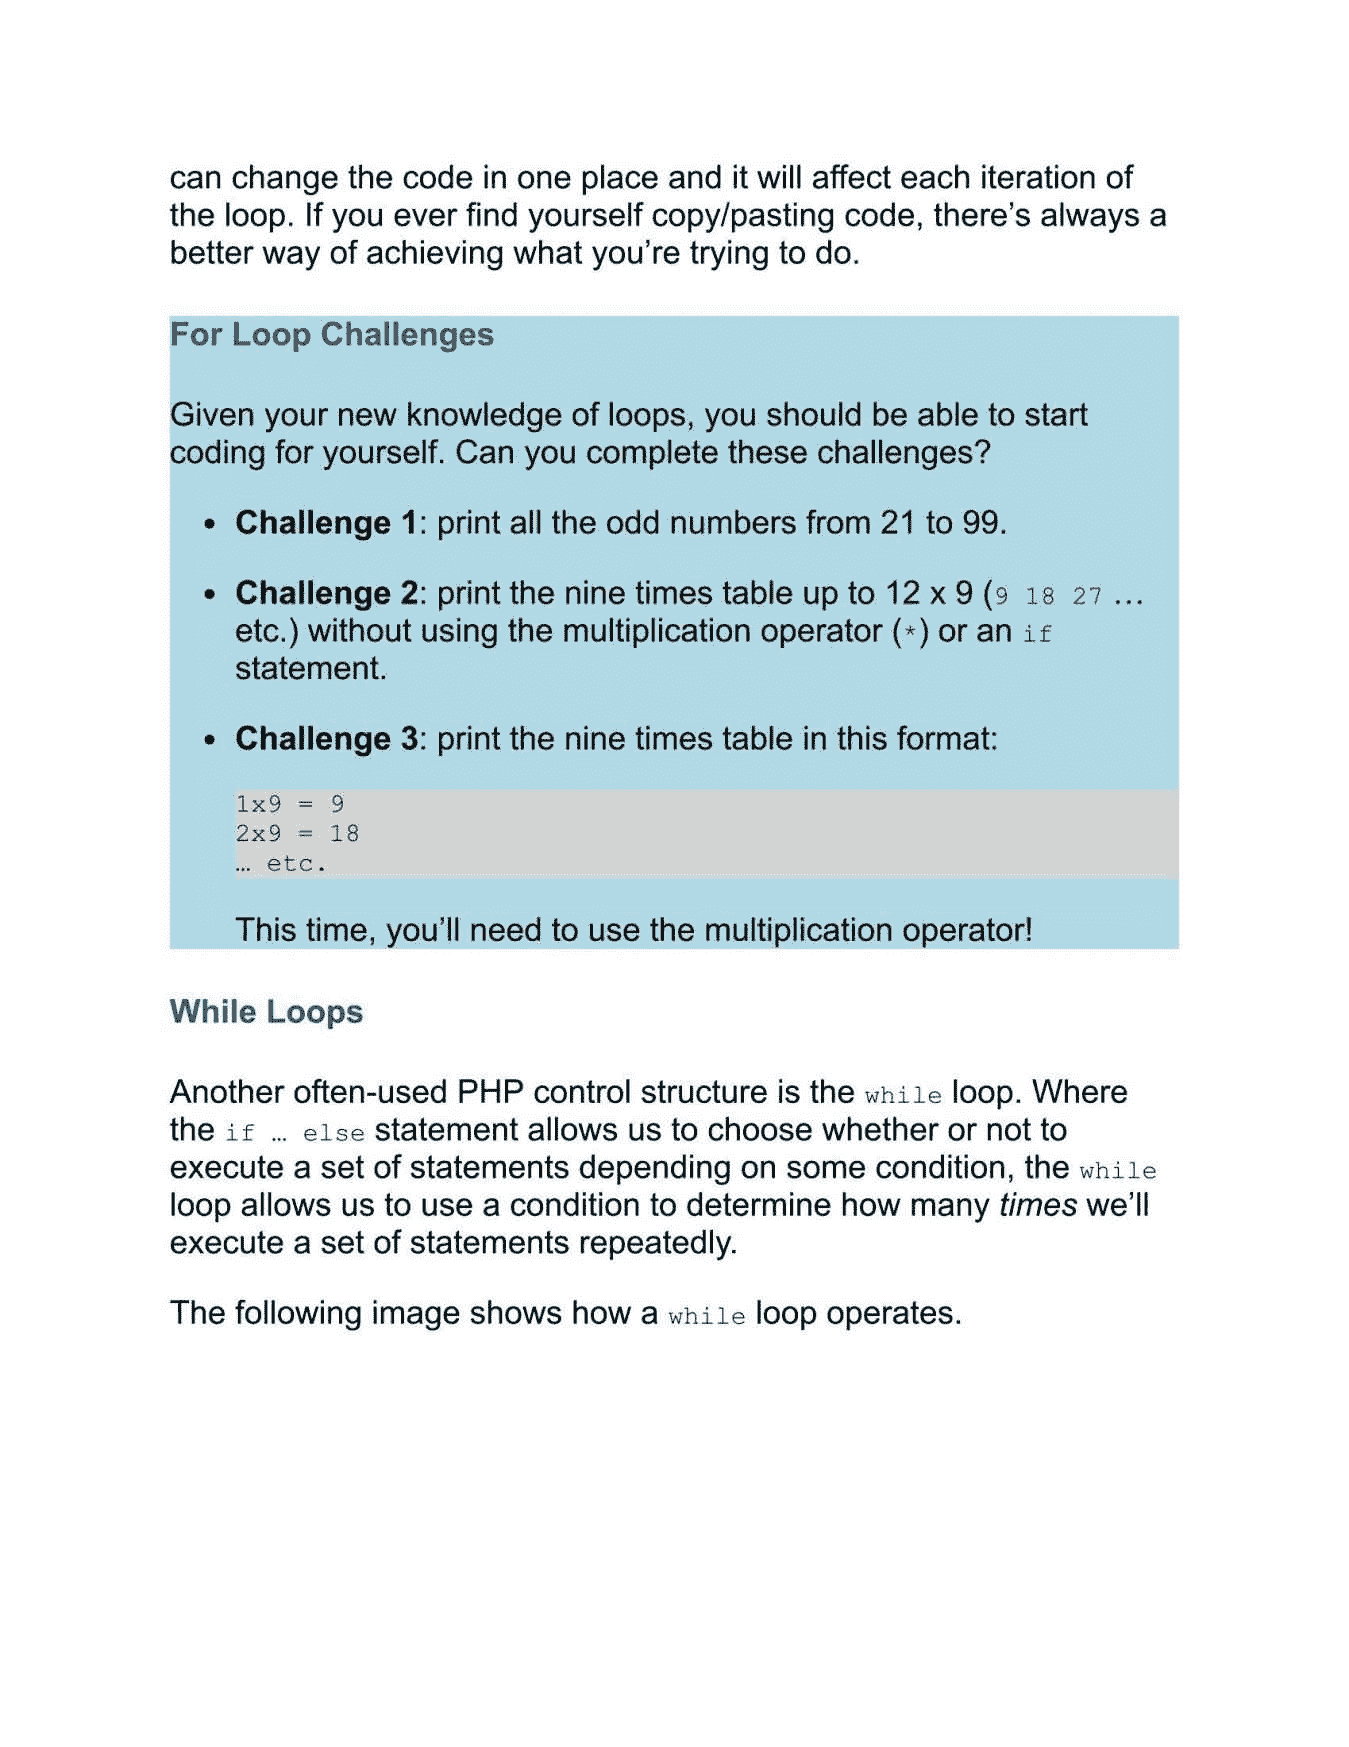 can change the code in one place and it will affect each iteration of
the loop. If you ever find yourself copy/pasting code, there’s always a
better way of achieving what you’re trying to do.
For Loop Challenges
Given your new knowledge of loops, you should be able to start
coding for yourself. Can you complete these challenges?
• Challenge 1: print all the odd numbers from 21 to 99.
• Challenge 2: print the nine times table up to 12 x 9 (9 18 27 …
etc.) without using the multiplication operator (*) or an if
statement.
• Challenge 3: print the nine times table in this format:
1x9 = 9
2x9 = 18
… etc.
This time, you’ll need to use the multiplication operator!
While Loops
Another often-used PHP control structure is the while loop. Where
the if … else statement allows us to choose whether or not to
execute a set of statements depending on some condition, the while
loop allows us to use a condition to determine how many times we’ll
execute a set of statements repeatedly.
The following image shows how a while loop operates.